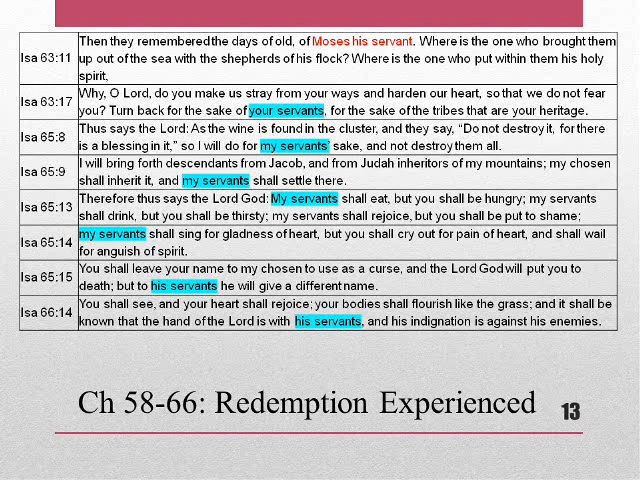 Isa 63:11
Then they remembered the days of old, of Moses his servant. Where is the one who brought them
up out of the sea with the shepherds of his flock? Where is the one who put within them his holy
spirit,
Isa 63:17
Why, O Lord, do you make us stray from your ways and harden our heart, so that we do not fear
you? Turn back for the sake of your servants, for the sake of the tribes that are your heritage.
Isa 65:8
Thus says the Lord: As the wine is found in the cluster, and they say, “Do not destroy it, for there
is a blessing in it,” so I will do for my servants’ sake, and not destroy them all.
Isa 65:9
I will bring forth descendants from Jacob, and from Judah inheritors of my mountains; my chosen
shall inherit it, and my servants shall settle there.
Isa 65:13
Therefore thus says the Lord God: My servants shall eat, but you shall be hungry; my servants
shall drink, but you shall be thirsty; my servants shall rejoice, but you shall be put to shame;
Isa 65:14
my servants shall sing for gladness of heart, but you shall cry out for pain of heart, and shall wail
for anguish of spirit.
Isa 65:15
You shall leave your name to my chosen to use as a curse, and the Lord God will put you to
death; but to his servants he will give a different name.
Isa 66:14
You shall see, and your heart shall rejoice; your bodies shall flourish like the grass; and it shall be
known that the hand of the Lord is with his servants, and his indignation is against his enemies.
Ch 58-66: Redemption Experienced
13